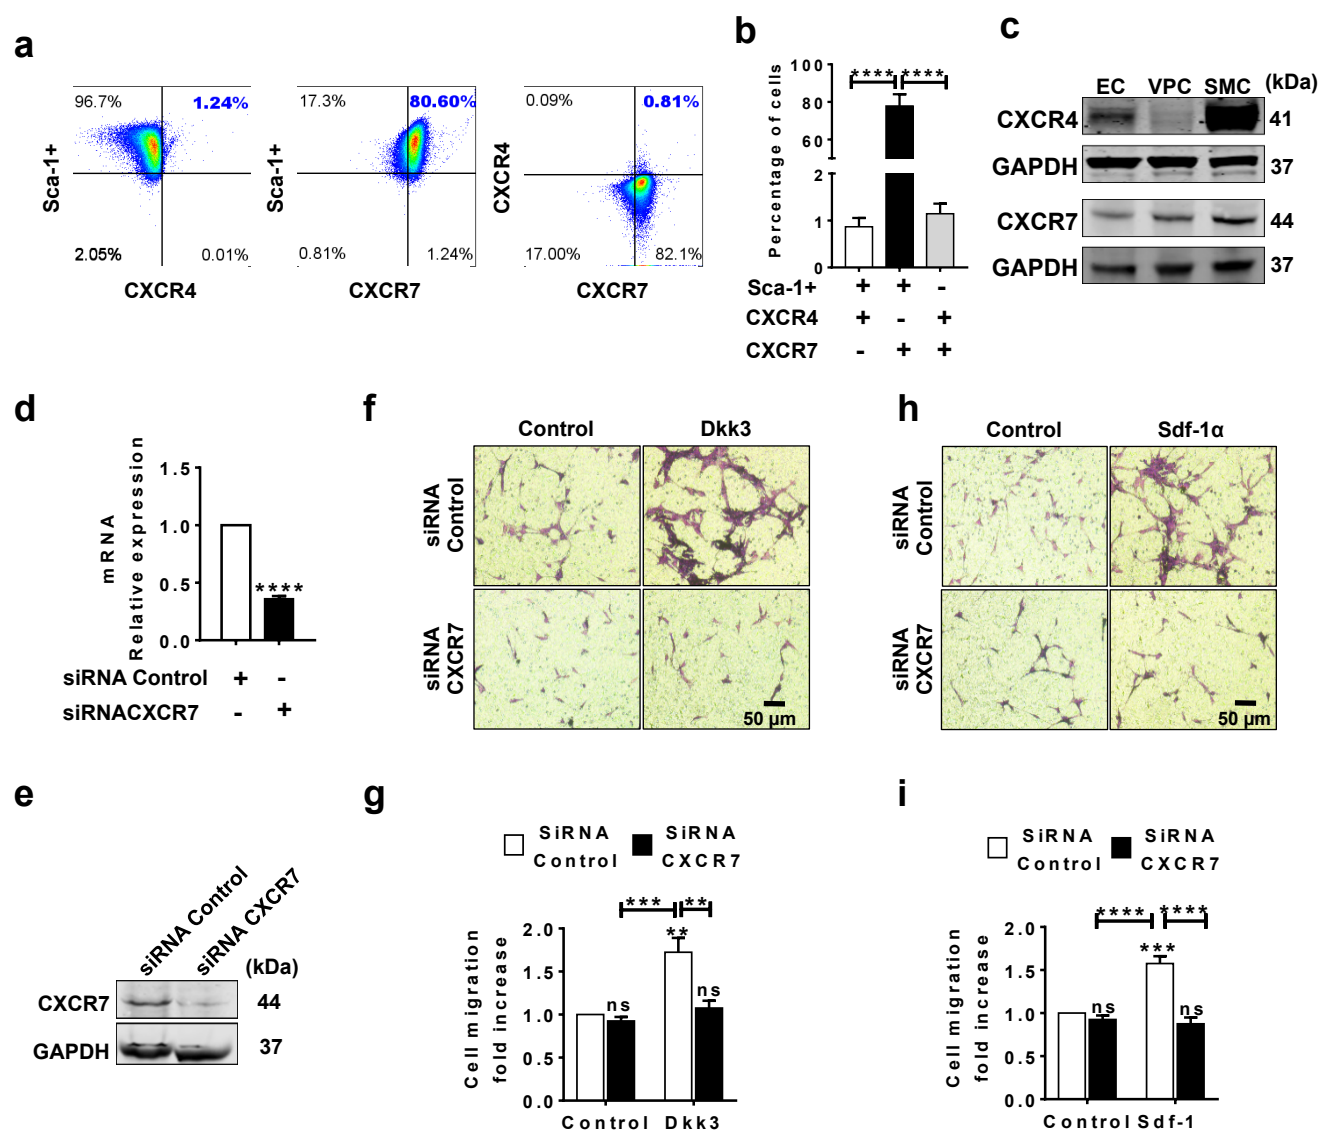 a
96.7%
1.24%
Sca-1+
2.05%
0.01%
CXCR4
17.3%
80.60%
Sca-1+
0.81%
1.24%
CXCR7
0.09%
0.81%
CXCR4
17.00%
82.1%
CXCR7
b
**** ****
Percentage of cells
100
80
60
2
1
0
Sca-1+ + + -
CXCR4 + - +
CXCR7 - + +
c
EC VPC SMC (kDa)
CXCR4 41
GAPDH 37
CXCR7 44
GAPDH 37
d
mRNA
Relative expression
1.5
1.0
0.5
0.0
****
siRNA Control + -
siRNACXCR7 - +
e
siRNA Control
siRNA CXCR7
(kDa)
CXCR7 44
GAPDH 37
f
Control Dkk3
siRNA
Control
siRNA
CXCR7
50 µm
g
SiRNA
Control
SiRNA
CXCR7
*** **
**
ns
ns
Cell migration
fold increase
2.0
1.5
1.0
0.5
0.0
Control Dkk3
h
Control Sdf-1α
siRNA
Control
siRNA
CXCR7
50 µm
i
SiRNA
Control
SiRNA
CXCR7
**** ****
***
ns
ns
Cell migration
fold increase
2.0
1.5
1.0
0.5
0.0
Control Sdf-1